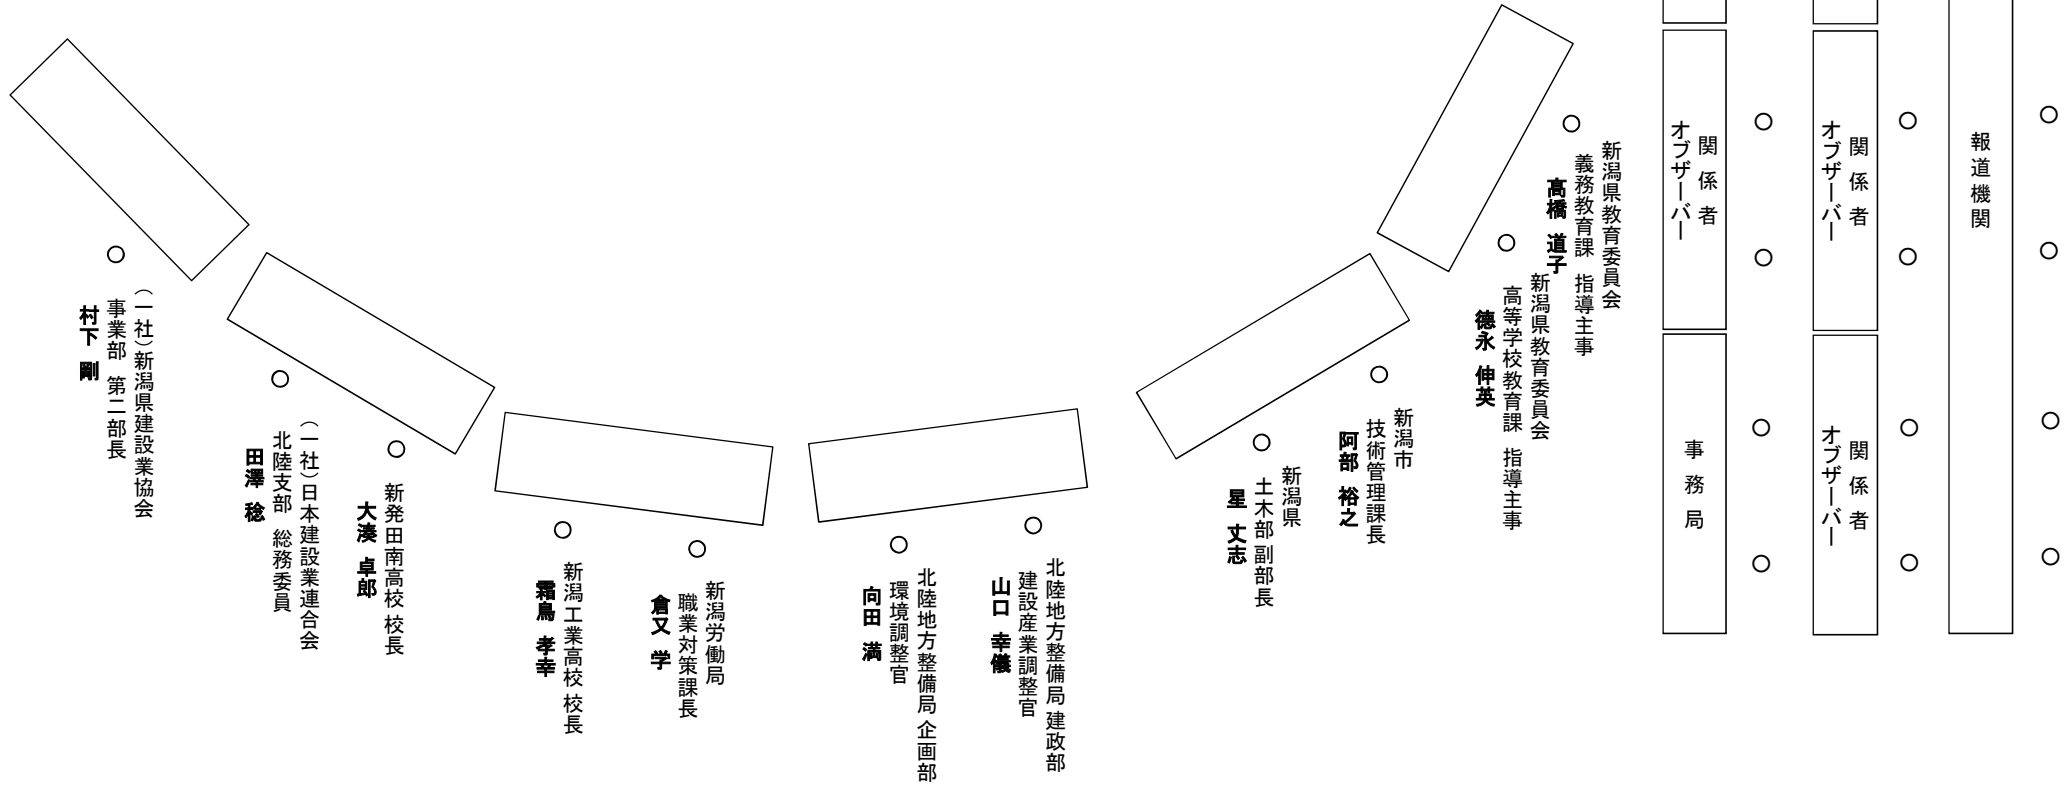 （一社）新潟県建設業協会
事業部　第二部長
村下　剛
（一社）日本建設業連合会
北陸支部　総務委員
田澤　稔
新発田南高校 校長
大湊　卓郎
新潟工業高校 校長
霜鳥　孝幸
新潟労働局
職業対策課長
倉又　学
北陸地方整備局 企画部
環境調整官
向田　満
北陸地方整備局 建政部
建設産業調整官
山口　幸儀
新潟県
土木部 副部長
星　丈志
新潟市
技術管理課長
阿部　裕之
新潟県教育委員会
高等学校教育課　指導主事
德永　伸英
新潟県教育委員会
義務教育課　指導主事
髙橋　道子
関係者
オブザーバー
事務局
関係者
オブザーバー
関係者
オブザーバー
報道機関